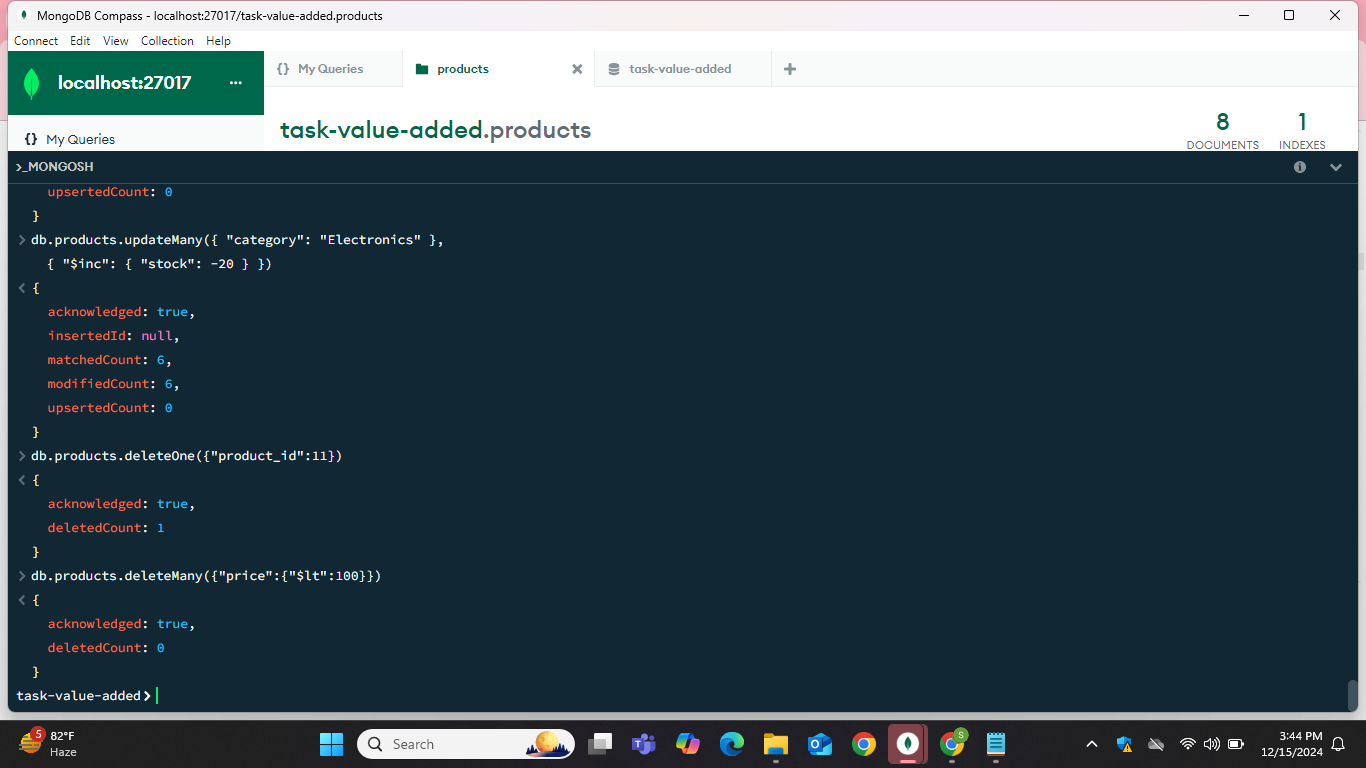 MongoDB Compass - localhost:27017/task-value-added.products
Connect Edit View Collection Help
localhost:27017 ...
{} My Queries
products
task-value-added
{} My Queries
task-value-added.products
8
DOCUMENTS
1
INDEXES
>_MONGOSH
upsertedCount: 0
}
> db.products.updateMany({ "category": "Electronics" },
{ "$inc": { "stock": -20 } })
< {
acknowledged: true,
insertedId: null,
matchedCount: 6,
modifiedCount: 6,
upsertedCount: 0
}
> db.products.deleteOne({"product_id":11})
< {
acknowledged: true,
deletedCount: 1
}
> db.products.deleteMany({"price":{"$lt":100}})
< {
acknowledged: true,
deletedCount: 0
}
task-value-added>
5
82°F
Haze
Search
S
3:44 PM
12/15/2024